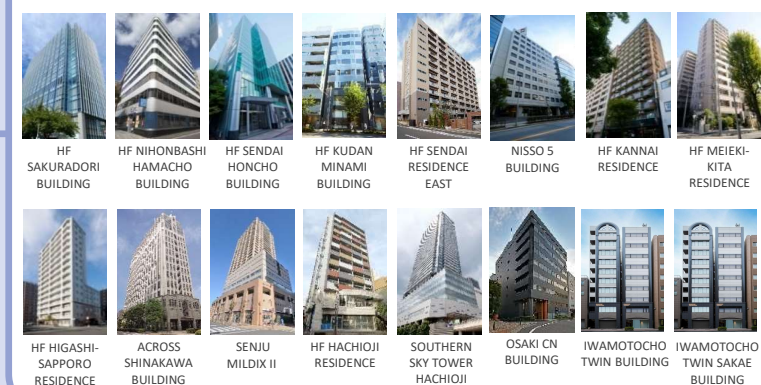 HF
SAKURADORI
BUILDING
HF NIHONBASHI
HAMACHO
BUILDING
HF SENDAI
HONCHO
BUILDING
HF KUDAN
MINAMI
BUILDING
HF SENDAI
RESIDENCE
EAST
NISSO 5
BUILDING
HF KANNAI
RESIDENCE
HF MEIEKI-
KITA
RESIDENCE
HF HIGASHI-
SAPPORO
RESIDENCE
ACROSS
SHINAKAWA
BUILDING
SENJU
MILDIX II
HF HACHIOJI
RESIDENCE
SOUTHERN
SKY TOWER
HACHIOJI
OSAKI CN
BUILDING
IWAMOTOCHO
TWIN BUILDING
IWAMOTOCHO
TWIN SAKAE
BUILDING